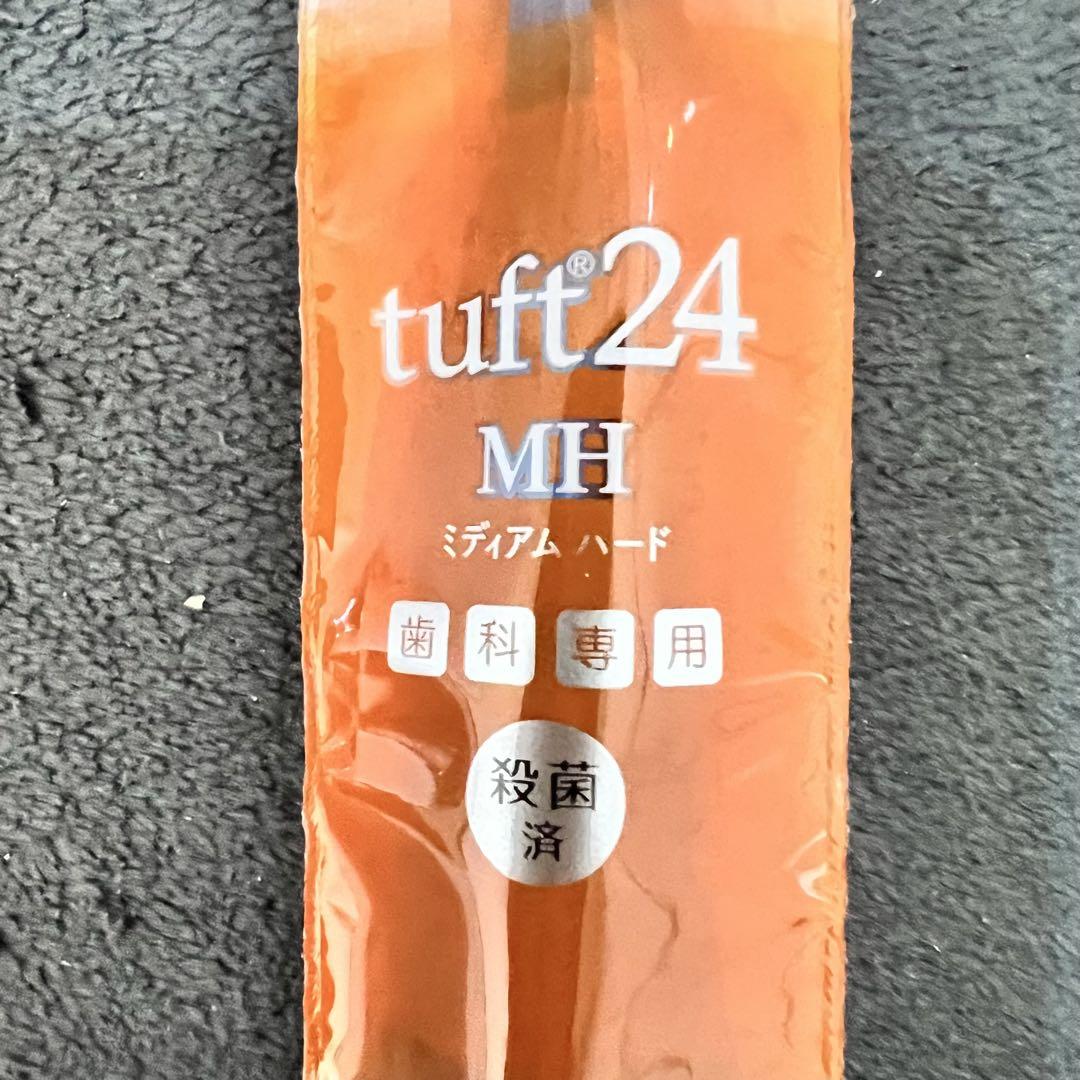 tuft®24
MH
ミディアム ハード
歯科専用
殺菌
済